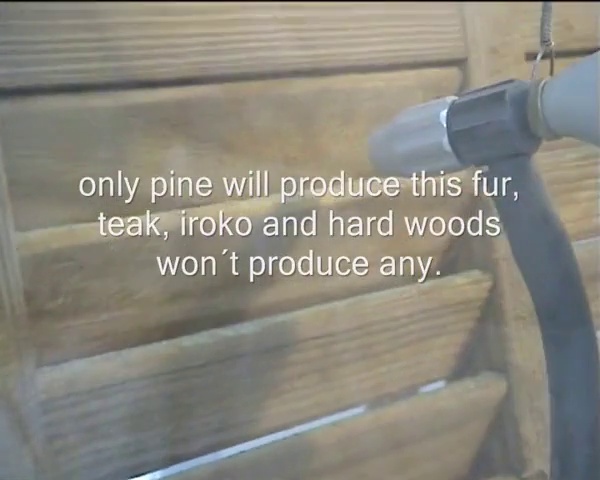 only pine will produce this fur,
teak, iroko and hard woods
won´t produce any.